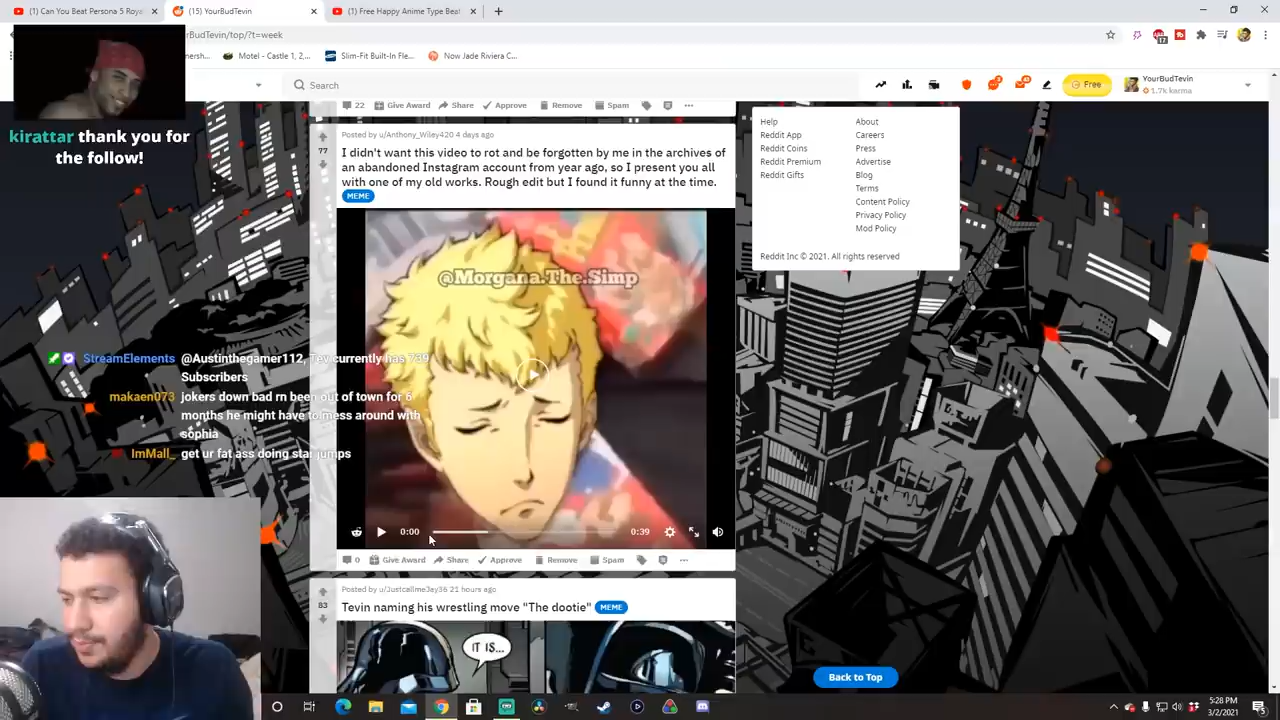 (1) Can You Beat Persona 5 Roya
(15) YourBudTevin
(1) Free Happy Anime Type Beat
rBudTevin/top/?t=week
17
nersh...
Motel - Castle 1, 2,...
Slim-Fit Built-In Fle...
Now Jade Riviera C...
Search
Free
YourBudTevin
1.7k karma
kirattar thank you for
the follow!
22
Give Award
Share
Approve
Remove
Spam
Posted by u/Anthony_Wiley420 4 days ago
77
I didn't want this video to rot and be forgotten by me in the archives of
an abandoned Instagram account from year ago, so I present you all
with one of my old works. Rough edit but I found it funny at the time.
MEME
@Morgana.The.Simp
0:00
0:39
0
Give Award
Share
Approve
Remove
Spam
Posted by u/JustcallmeJay36 21 hours ago
83
Tevin naming his wrestling move "The dootie"
MEME
IT IS...
Help
Reddit App
Reddit Coins
Reddit Premium
Reddit Gifts
About
Careers
Press
Advertise
Blog
Terms
Content Policy
Privacy Policy
Mod Policy
Reddit Inc © 2021. All rights reserved
StreamElements @Austinthegamer112, Tev currently has 739
Subscribers
makaen073 jokers down bad rn been out of town for 6
months he might have to mess around with
sophia
ImMall_ get ur fat ass doing star jumps
Back to Top
5:28 PM
3/2/2021